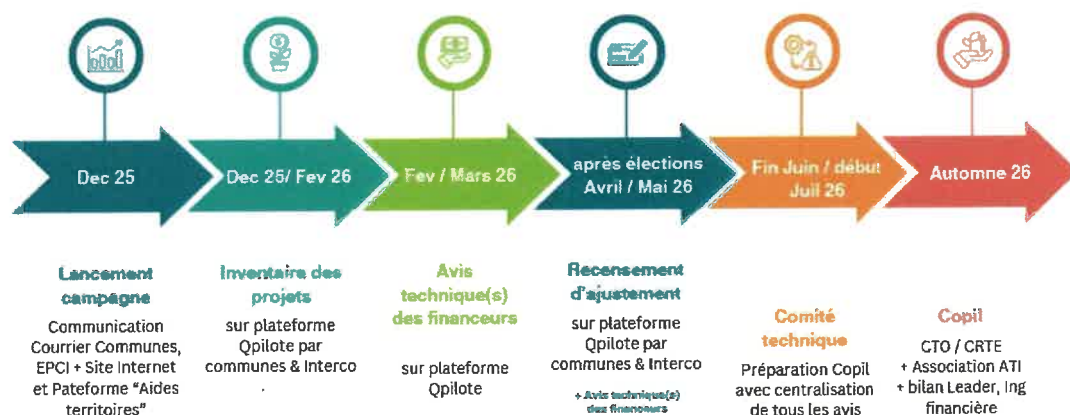 Dec 25
Dec 25/ Fev 26
Fev / Mars 26
après élections
Avril / Mai 26
Fin Juin / début
Juil 26
Automne 26
Lancement
campagne
Communication
Courrier Communes,
EPCI + Site Internet
et Pateforme "Aides
territoires"
Inventaire des
projets
sur plateforme
Qpilote par
communes & Interco
.
Avis
technique(s)
des financeurs
sur plateforme
Qpilote
Recensement
d'ajustement
sur plateforme
Qpilote par
communes & Interco
+ Avis technique(s)
des financeurs
Comité
technique
Préparation Copil
avec centralisation
de tous les avis
Copil
CTO / CRTE
+ Association ATI
+ bilan Leader, Ing
financière